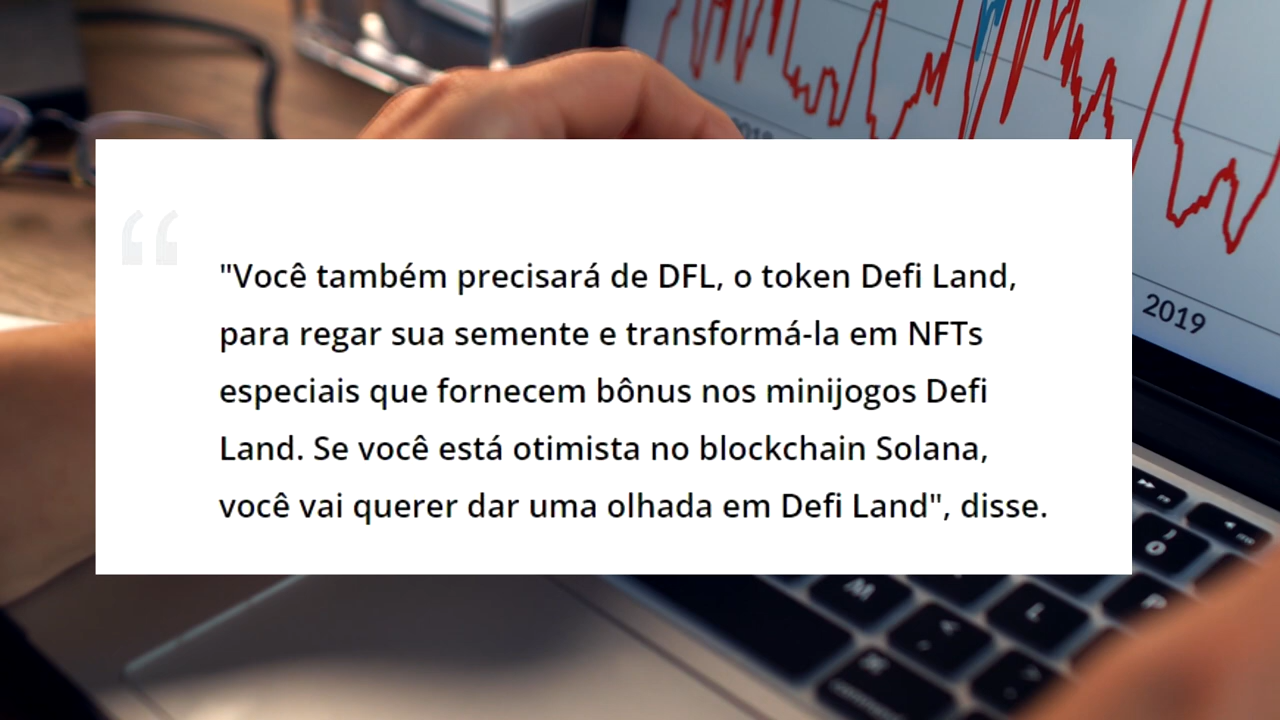 2019
2019
"Você também precisará de DFL, o token Defi Land,
para regar sua semente e transformá-la em NFTs
especiais que fornecem bônus nos minijogos Defi
Land. Se você está otimista no blockchain Solana,
você vai querer dar uma olhada em Defi Land", disse.
M
L
P